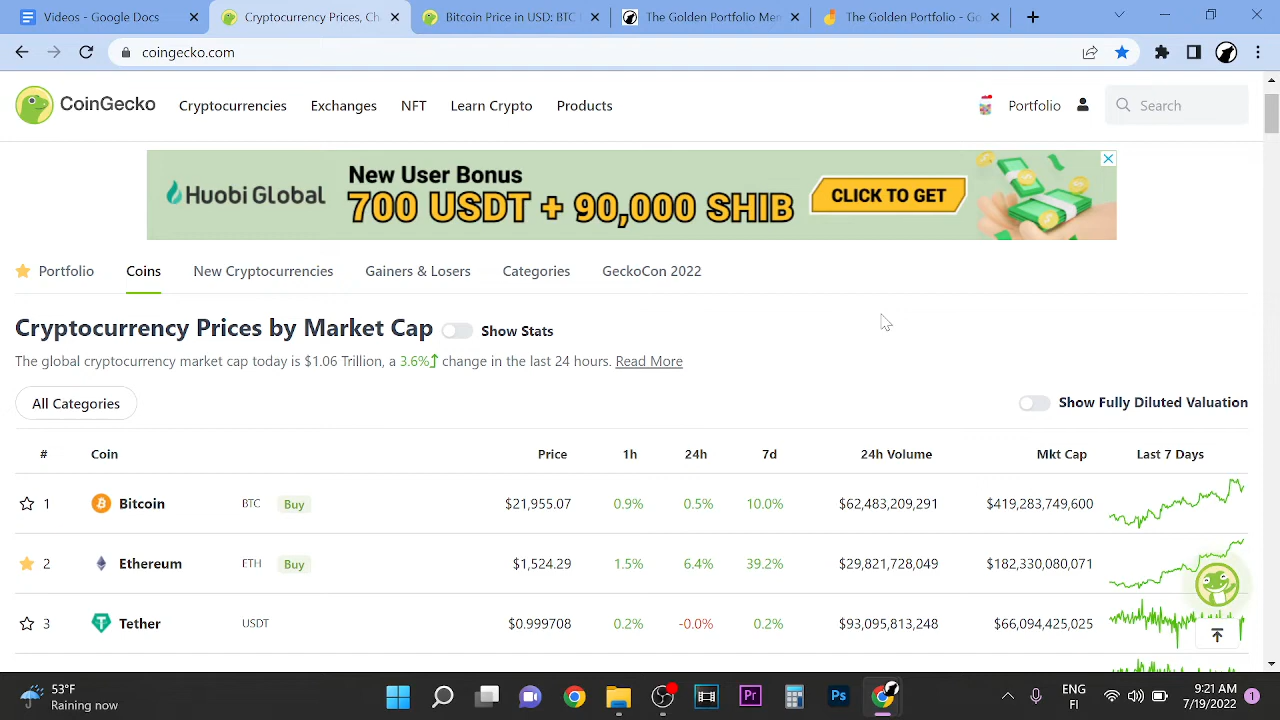 Videos - Google Docs
Cryptocurrency Prices, Ch
Bitcoin Price in USD: BTC L
The Golden Portfolio Mem
The Golden Portfolio - Go
coingecko.com
CoinGecko Cryptocurrencies Exchanges NFT Learn Crypto Products Portfolio Search
Huobi Global
New User Bonus
700 USDT + 90,000 SHIB
CLICK TO GET
Portfolio Coins New Cryptocurrencies Gainers & Losers Categories GeckoCon 2022
Cryptocurrency Prices by Market Cap Show Stats
The global cryptocurrency market cap today is $1.06 Trillion, a 3.6% change in the last 24 hours. Read More
All Categories Show Fully Diluted Valuation
# Coin Price 1h 24h 7d 24h Volume Mkt Cap Last 7 Days
1 Bitcoin BTC Buy $21,955.07 0.9% 0.5% 10.0% $62,483,209,291 $419,283,749,600
2 Ethereum ETH Buy $1,524.29 1.5% 6.4% 39.2% $29,821,728,049 $182,330,080,071
3 Tether USDT $0.999708 0.2% -0.0% 0.2% $93,095,813,248 $66,094,425,025
53°F
Raining now
Pr
Ps
ENG
FI
9:21 AM
7/19/2022
1